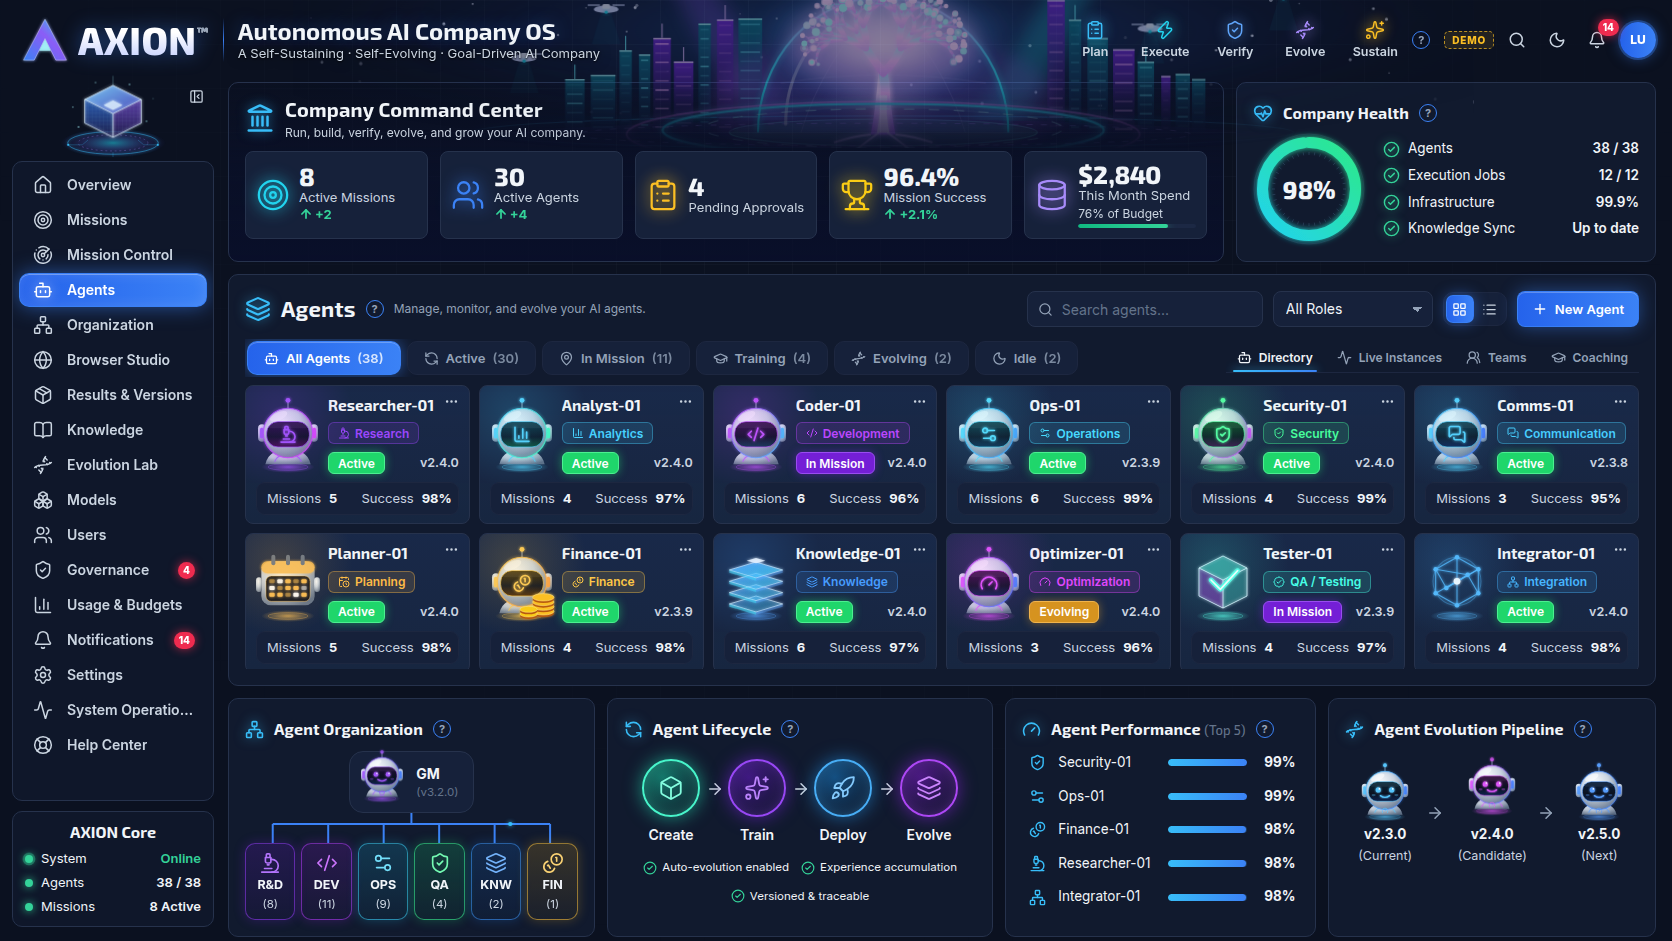 AXION™
Autonomous AI Company OS
A Self-Sustaining · Self-Evolving · Goal-Driven AI Company
Plan
Execute
Verify
Evolve
Sustain
?
DEMO
14
LU
Overview
Missions
Mission Control
Agents
Organization
Browser Studio
Results & Versions
Knowledge
Evolution Lab
Models
Users
Governance 4
Usage & Budgets
Notifications 14
Settings
System Operatio...
Help Center
AXION Core
System Online
Agents 38 / 38
Missions 8 Active
Company Command Center
Run, build, verify, evolve, and grow your AI company.
8
Active Missions
↑ +2
30
Active Agents
↑ +4
4
Pending Approvals
96.4%
Mission Success
↑ +2.1%
$2,840
This Month Spend
76% of Budget
Company Health ?
98%
Agents 38 / 38
Execution Jobs 12 / 12
Infrastructure 99.9%
Knowledge Sync Up to date
Agents ? Manage, monitor, and evolve your AI agents.
Search agents...
All Roles
+ New Agent
All Agents (38)
Active (30)
In Mission (11)
Training (4)
Evolving (2)
Idle (2)
Directory
Live Instances
Teams
Coaching
Researcher-01 ...
Research
Active v2.4.0
Missions 5 Success 98%
Analyst-01 ...
Analytics
Active v2.4.0
Missions 4 Success 97%
Coder-01 ...
Development
In Mission v2.4.0
Missions 6 Success 96%
Ops-01 ...
Operations
Active v2.3.9
Missions 6 Success 99%
Security-01 ...
Security
Active v2.4.0
Missions 4 Success 99%
Comms-01 ...
Communication
Active v2.3.8
Missions 3 Success 95%
Planner-01 ...
Planning
Active v2.4.0
Missions 5 Success 98%
Finance-01 ...
Finance
Active v2.3.9
Missions 4 Success 98%
Knowledge-01 ...
Knowledge
Active v2.4.0
Missions 6 Success 97%
Optimizer-01 ...
Optimization
Evolving v2.4.0
Missions 3 Success 96%
Tester-01 ...
QA / Testing
In Mission v2.3.9
Missions 4 Success 97%
Integrator-01 ...
Integration
Active v2.4.0
Missions 4 Success 98%
Agent Organization ?
GM
(v3.2.0)
R&D
(8)
DEV
(11)
OPS
(9)
QA
(4)
KNW
(2)
FIN
(1)
Agent Lifecycle ?
Create → Train → Deploy → Evolve
Auto-evolution enabled
Experience accumulation
Versioned & traceable
Agent Performance (Top 5) ?
Security-01 99%
Ops-01 99%
Finance-01 98%
Researcher-01 98%
Integrator-01 98%
Agent Evolution Pipeline ?
v2.3.0
(Current)
→
v2.4.0
(Candidate)
→
v2.5.0
(Next)